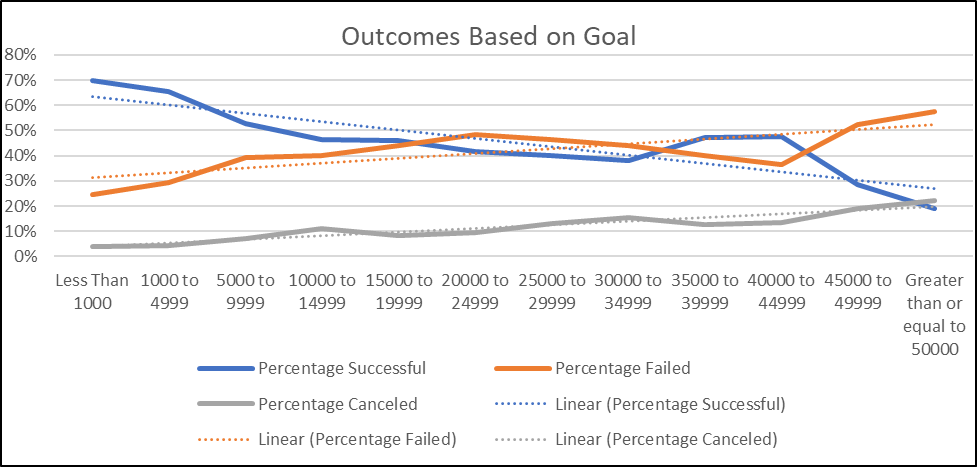 Outcomes Based on Goal
80%
70%
60%
50%
40%
30%
20%
10%
0%
Less Than
1000
1000 to
4999
5000 to
9999
10000 to
14999
15000 to
19999
20000 to
24999
25000 to
29999
30000 to
34999
35000 to
39999
40000 to
44999
45000 to
49999
Greater
than or
equal to
50000
Percentage Successful
Percentage Failed
Percentage Canceled
Linear (Percentage Successful)
Linear (Percentage Failed)
Linear (Percentage Canceled)